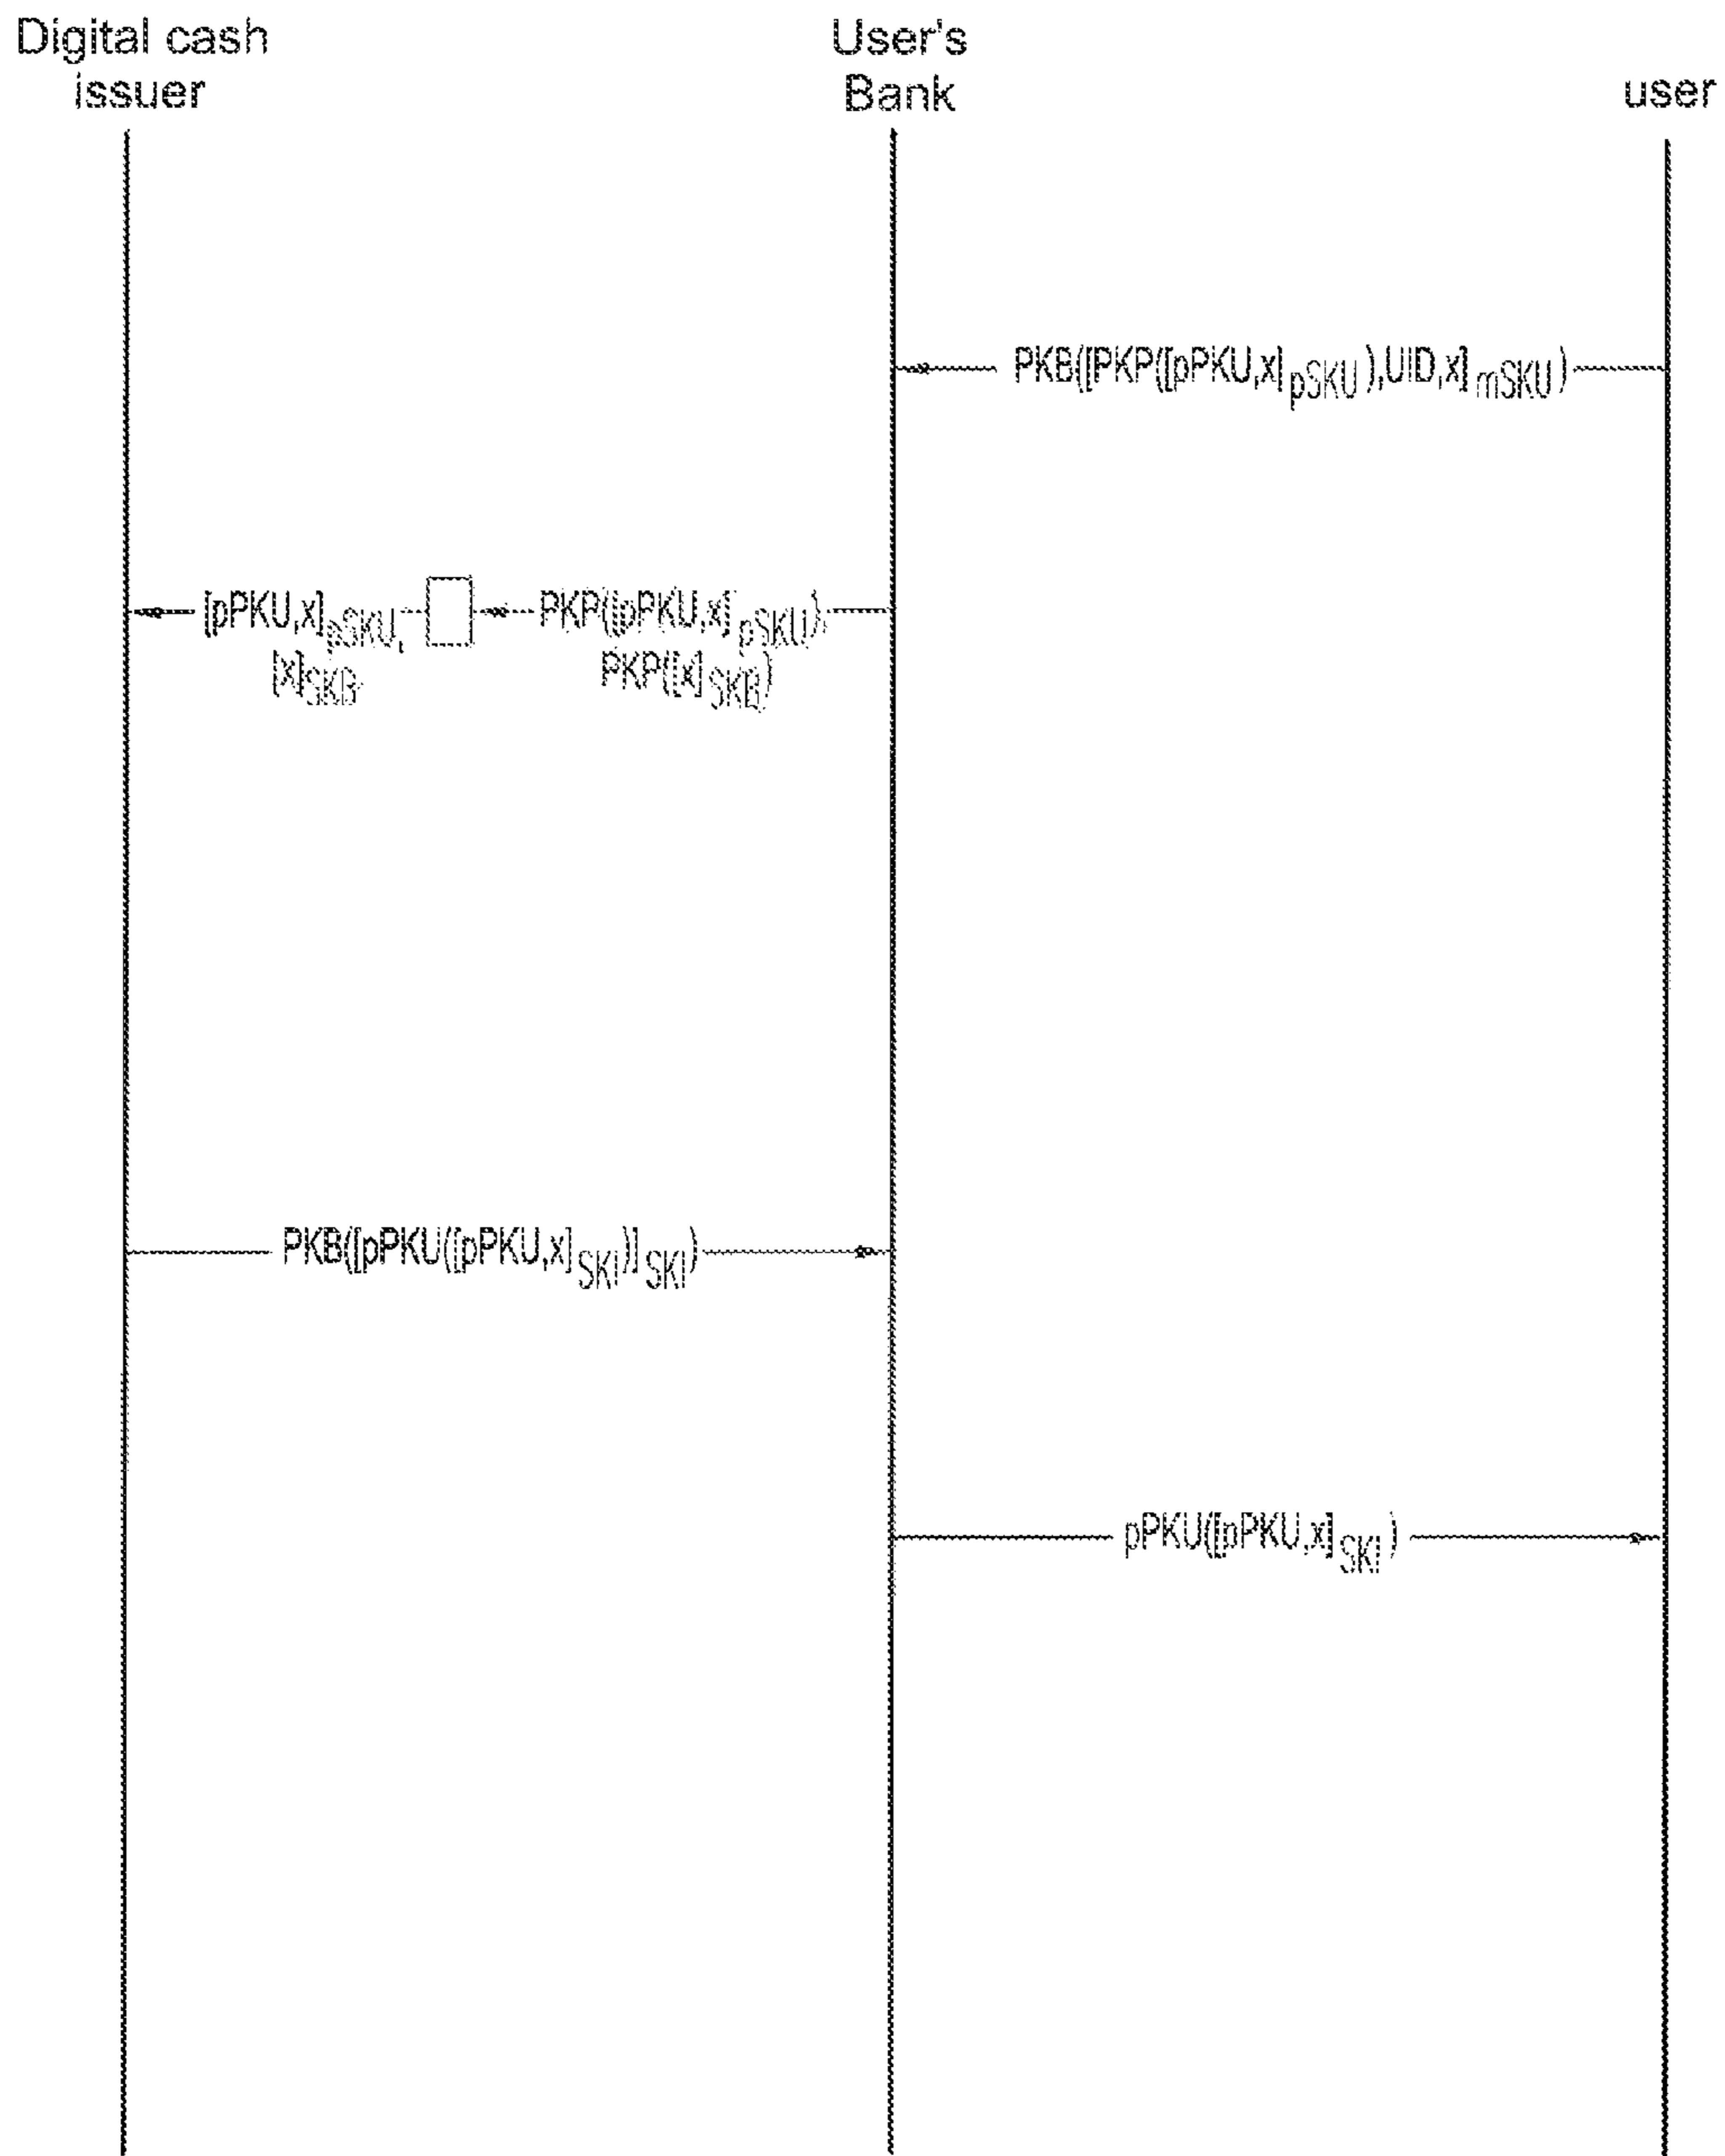 Digital cash
issuer
User's
Bank
user
PKB([PKP([pPKU,x]pSKU),UID,x]mSKU)
[pPKU,x]pSKU,
[x]SKB
PKP([pPKU,x]pSKU),
PKP([x]SKB)
PKB([pPKU([pPKU,x]SKI)]SKI)
pPKU([pPKU,x]SKI)